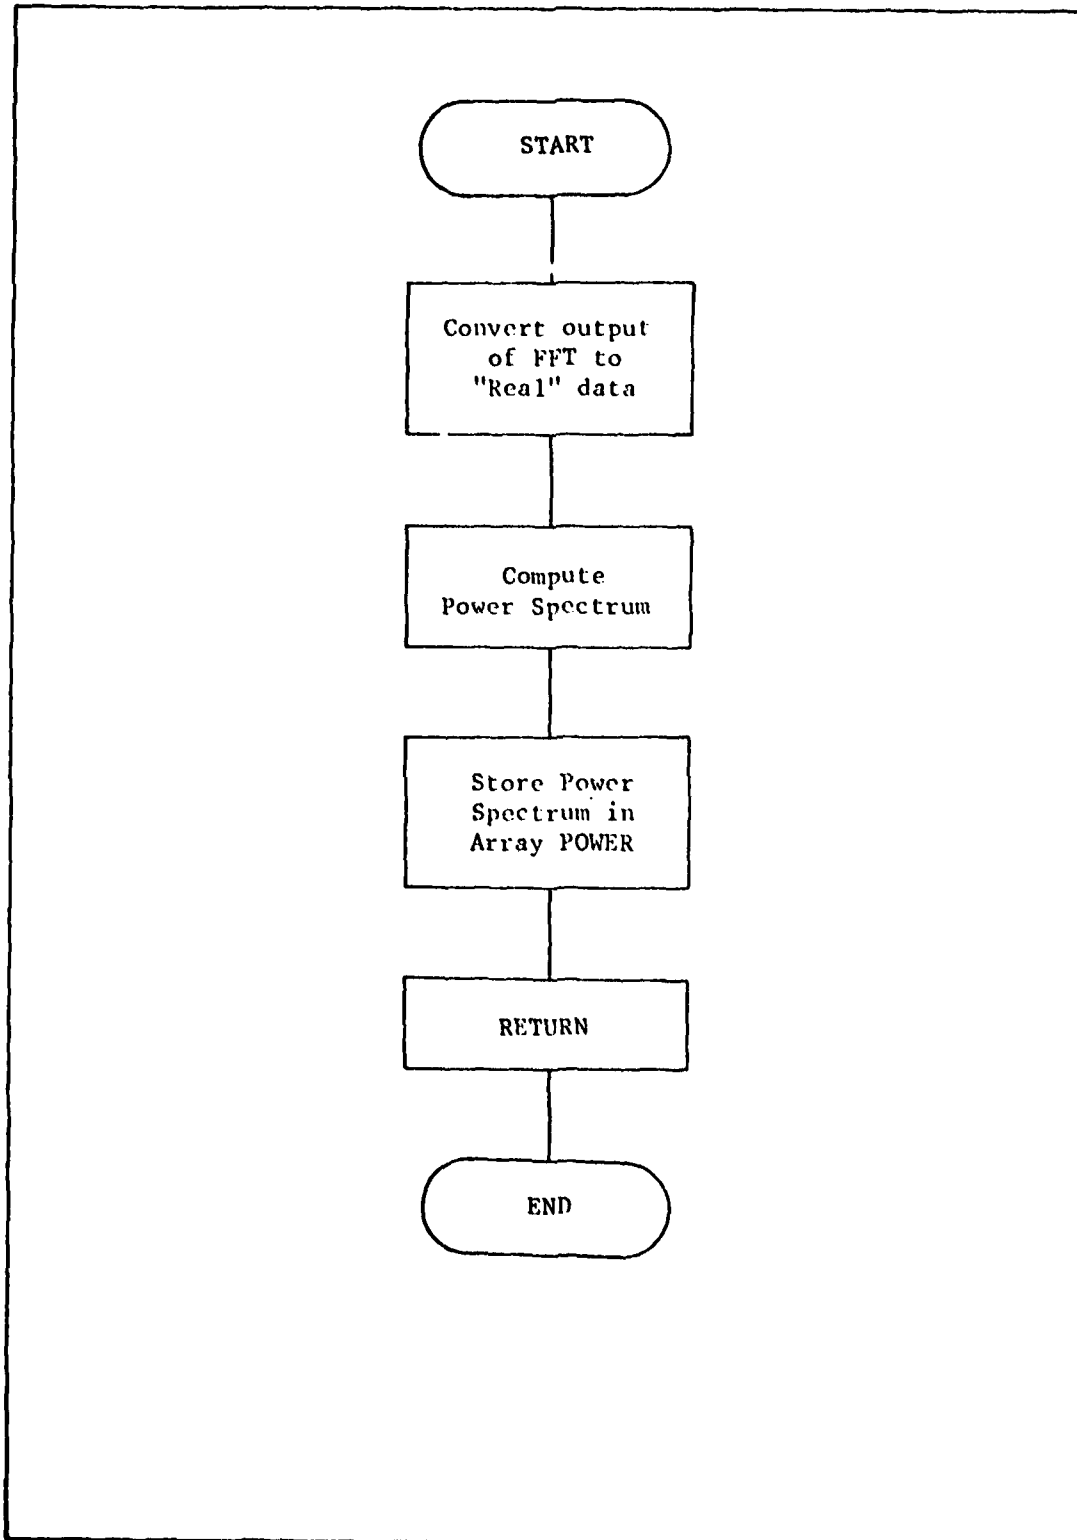 START
Convert output
of FFT to
"Real" data
Compute
Power Spectrum
Store Power
Spectrum in
Array POWER
RETURN
END